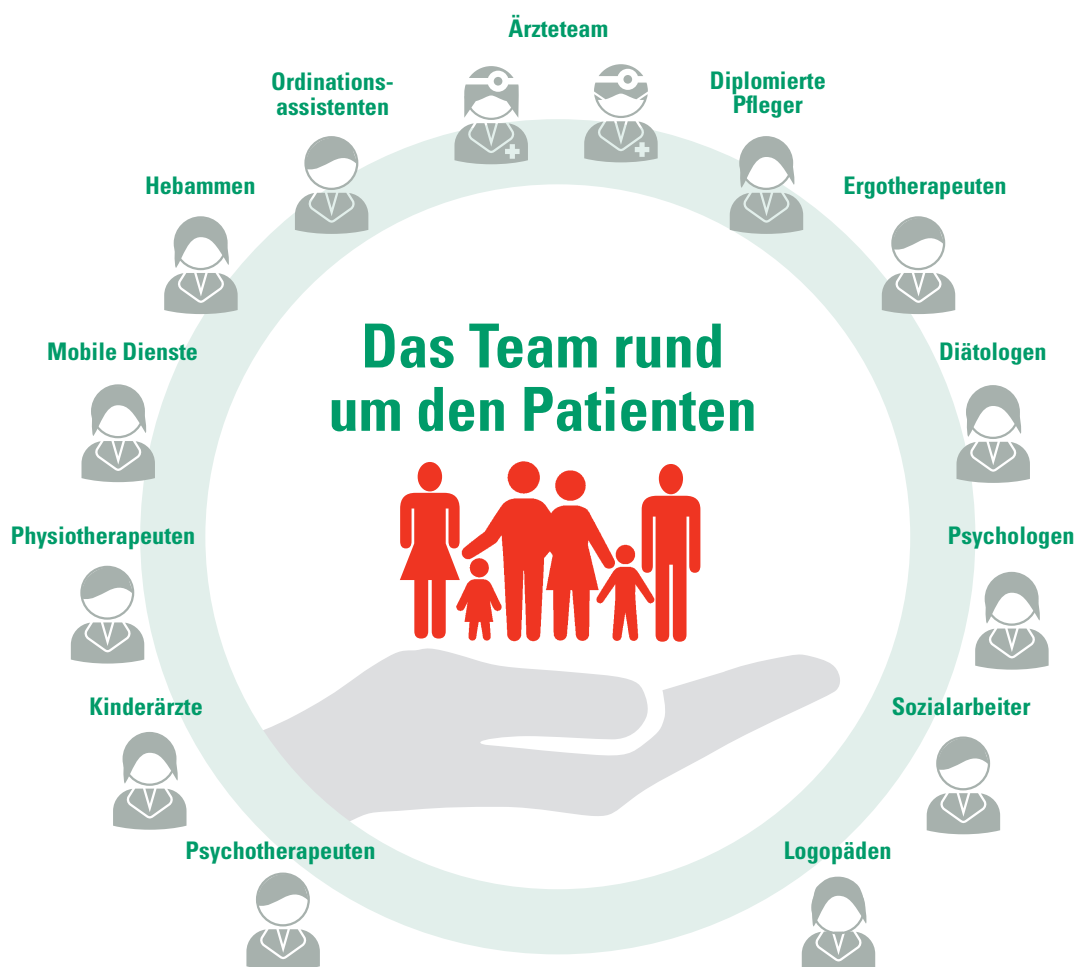 Ärzteteam
Ordinations-
assistenten
Diplomierte
Pfleger
Hebammen
Ergotherapeuten
Mobile Dienste
Das Team rund
um den Patienten
Diätologen
Physiotherapeuten
Psychologen
Kinderärzte
Sozialarbeiter
Psychotherapeuten
Logopäden